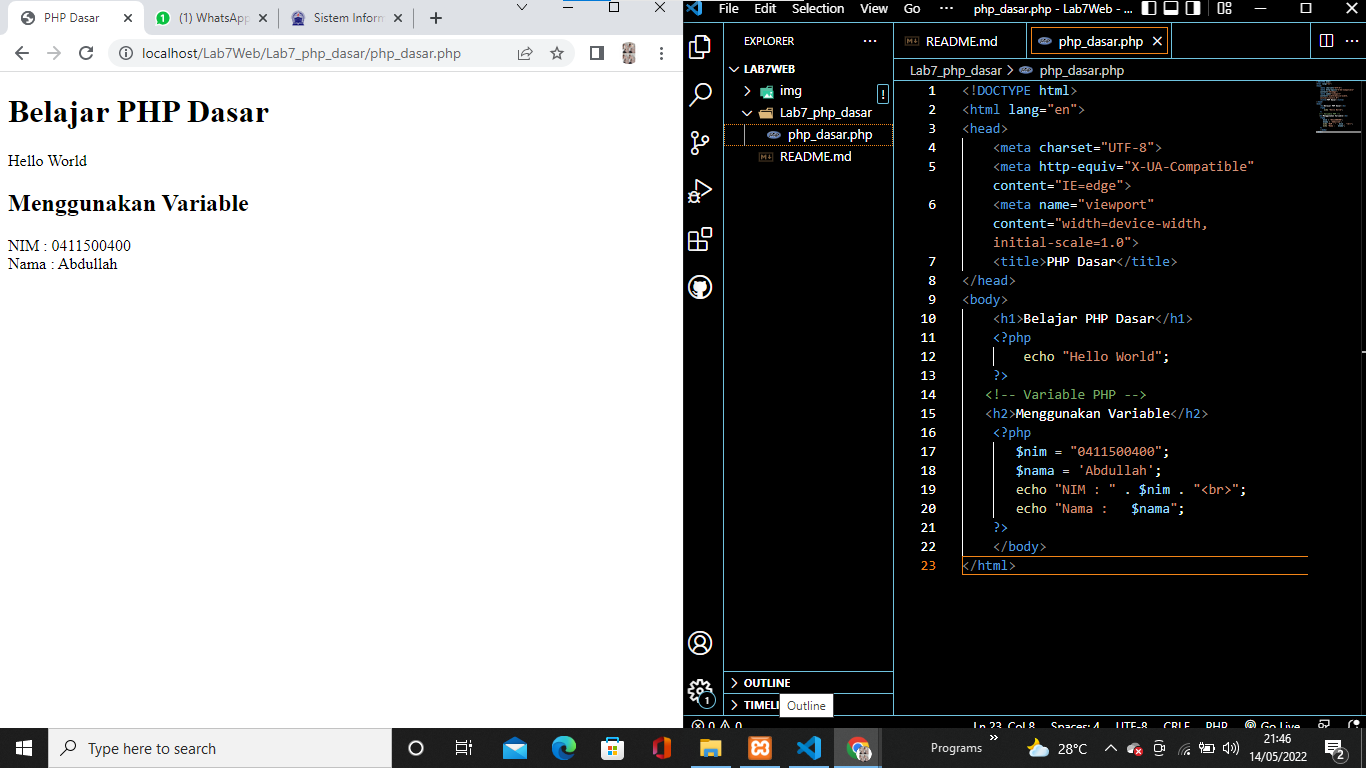 PHP Dasar
(1) WhatsApp
Sistem Inform
localhost/Lab7Web/Lab7_php_dasar/php_dasar.php
Belajar PHP Dasar
Hello World
Menggunakan Variable
NIM : 0411500400
Nama : Abdullah
File Edit Selection View Go ··· php_dasar.php - Lab7Web - ...
EXPLORER
LAB7WEB
img
Lab7_php_dasar
php_dasar.php
README.md
OUTLINE
TIMELI
Outline
README.md
php_dasar.php
Lab7_php_dasar > php_dasar.php
1 <!DOCTYPE html>
2 <html lang="en">
3 <head>
4 <meta charset="UTF-8">
5 <meta http-equiv="X-UA-Compatible"
content="IE=edge">
6 <meta name="viewport"
content="width=device-width,
initial-scale=1.0">
7 <title>PHP Dasar</title>
8 </head>
9 <body>
10 <h1>Belajar PHP Dasar</h1>
11 <?php
12 echo "Hello World";
13 ?>
14 <!-- Variable PHP -->
15 <h2>Menggunakan Variable</h2>
16 <?php
17 $nim = "0411500400";
18 $nama = 'Abdullah';
19 echo "NIM : " . $nim . "<br>";
20 echo "Nama :   $nama";
21 ?>
22 </body>
23 </html>
1
0 0 Ln 23, Col 8 Spaces: 4 UTF-8 CRLF PHP Go Live
Type here to search
Programs
28°C
21:46
14/05/2022
2